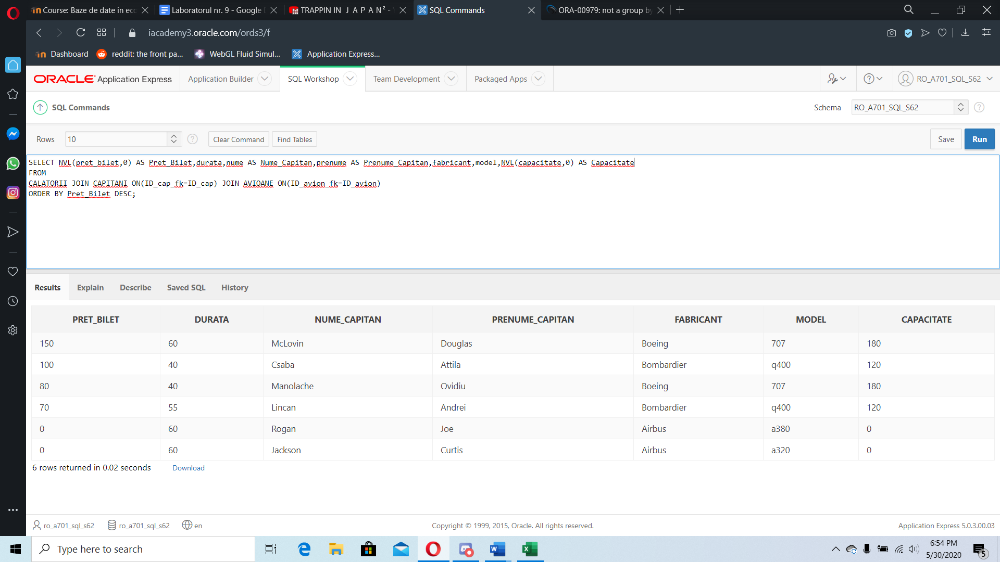 Course: Baze de date in eco
Laboratorul nr. 9 - Google
TRAPPIN IN J A P A N ² -
SQL Commands
ORA-00979: not a group by
iacademy3.oracle.com/ords3/f
Dashboard
reddit: the front pa...
WebGL Fluid Simul...
Application Express...
ORACLE Application Express
Application Builder
SQL Workshop
Team Development
Packaged Apps
RO_A701_SQL_S62
SQL Commands
Schema
RO_A701_SQL_S62
Rows
10
Clear Command
Find Tables
Save
Run
SELECT NVL(pret_bilet,0) AS Pret_Bilet,durata,nume AS Nume_Capitan,prenume AS Prenume_Capitan,fabricant,model,NVL(capacitate,0) AS Capacitate
FROM
CALATORII JOIN CAPITANI ON(ID_cap_fk=ID_cap) JOIN AVIOANE ON(ID_avion_fk=ID_avion)
ORDER BY Pret_Bilet DESC;
Results Explain Describe Saved SQL History
PRET_BILET DURATA NUME_CAPITAN PRENUME_CAPITAN FABRICANT MODEL CAPACITATE
150 60 McLovin Douglas Boeing 707 180
100 40 Csaba Attila Bombardier q400 120
80 40 Manolache Ovidiu Boeing 707 180
70 55 Lincan Andrei Bombardier q400 120
0 60 Rogan Joe Airbus a380 0
0 60 Jackson Curtis Airbus a320 0
6 rows returned in 0.02 seconds
Download
ro_a701_sql_s62
ro_a701_sql_s62
en
Copyright © 1999, 2015, Oracle. All rights reserved.
Application Express 5.0.3.00.03
Type here to search
6:54 PM
5/30/2020
5